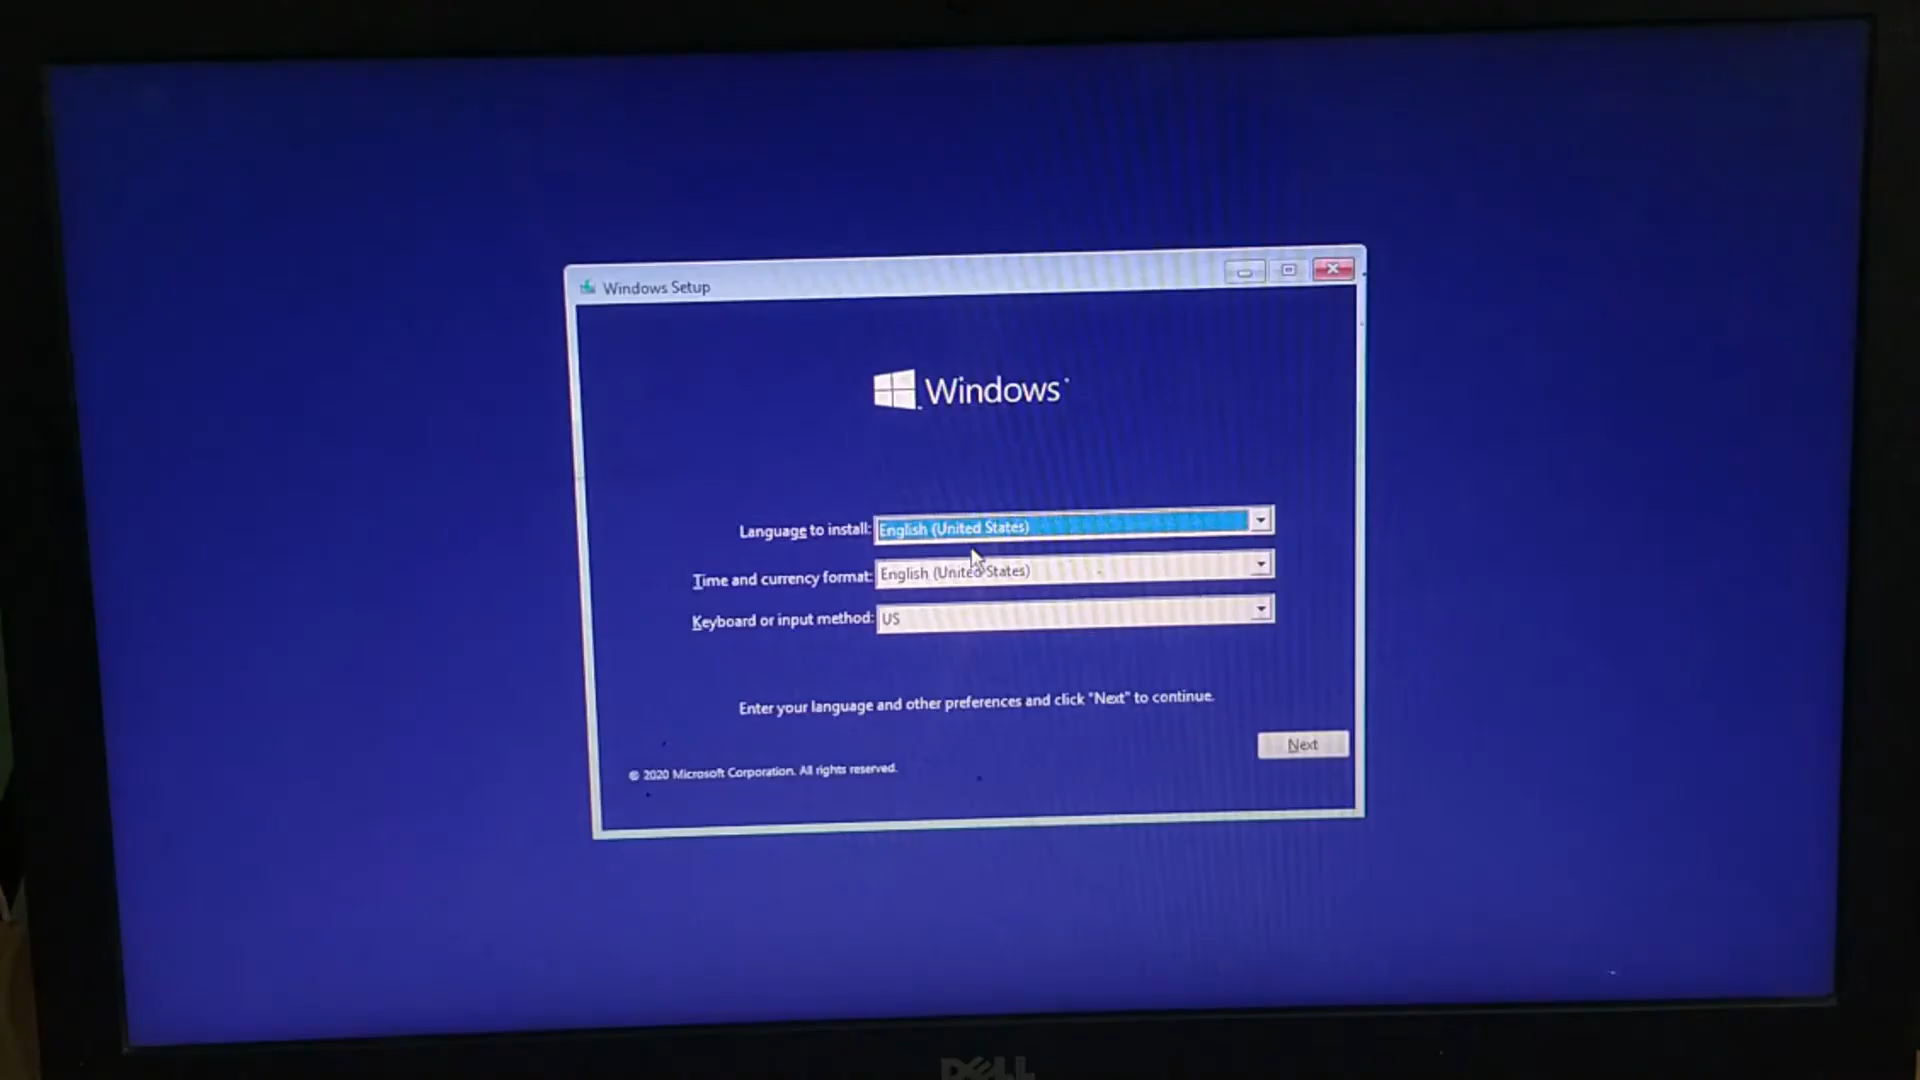 Windows Setup
Windows
Language to install: English (United States)
Time and currency format: English (United States)
Keyboard or input method: US
Enter your language and other preferences and click "Next" to continue.
Next
© 2020 Microsoft Corporation. All rights reserved.
DELL